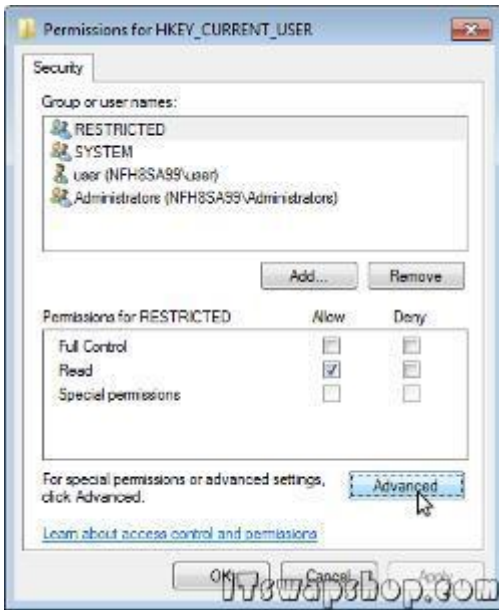 Permissions for HKEY_CURRENT_USER
Security
Group or user names:
RESTRICTED
SYSTEM
user (NFH8SA99\user)
Administrators (NFH8SA99\Administrators)
Add... Remove
Permissions for RESTRICTED Allow Deny
Full Control
Read
Special permissions
For special permissions or advanced settings, Advanced
click Advanced.
Learn about access control and permissions
OK Cancel Apply
itswapshop.com